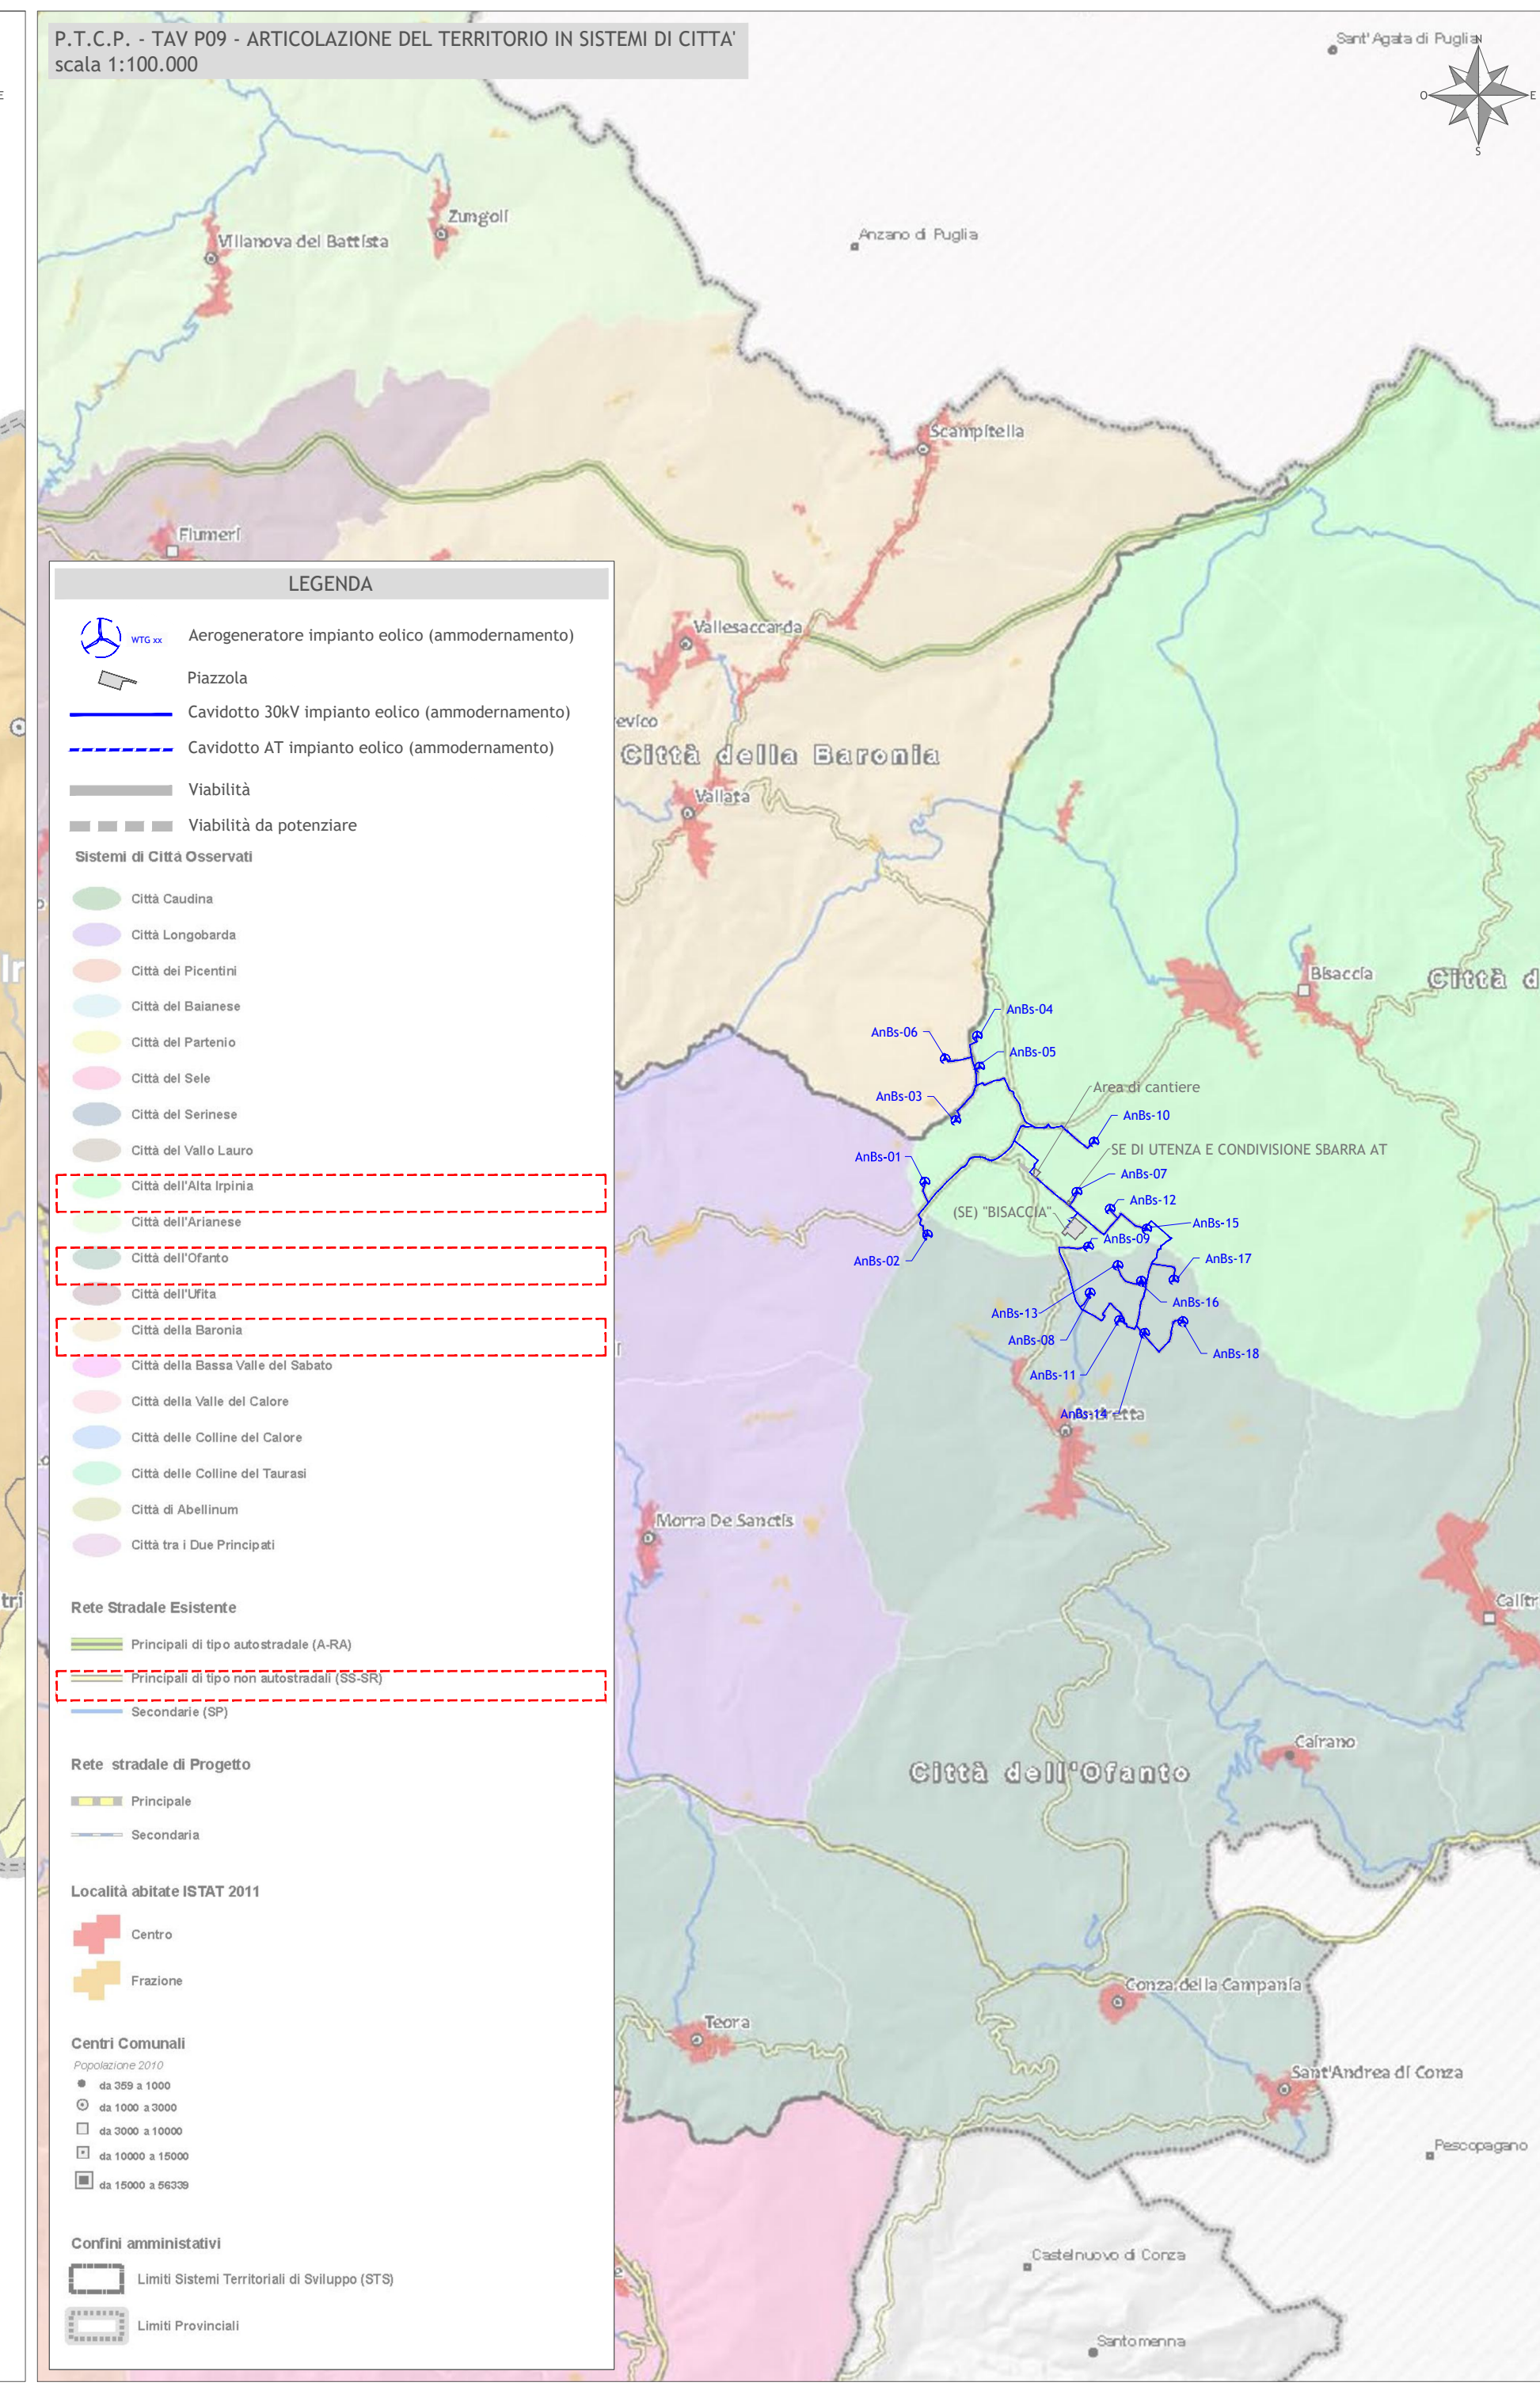 P.T.C.P. - TAV P09 - ARTICOLAZIONE DEL TERRITORIO IN SISTEMI DI CITTA'
scala 1:100.000
Sant'Agata di Puglia
N
O
E
S
E
Zungoli
Villanova del Battista
Anzano di Puglia
Scampitella
Flumeri
LEGENDA
WTG xx
Aerogeneratore impianto eolico (ammodernamento)
Piazzola
Cavidotto 30kV impianto eolico (ammodernamento)
Cavidotto AT impianto eolico (ammodernamento)
Viabilità
Viabilità da potenziare
Sistemi di Città Osservati
Città Caudina
Città Longobarda
Città dei Picentini
Città del Baianese
Città del Partenio
Città del Sele
Città del Serinese
Città del Vallo Lauro
Città dell'Alta Irpinia
Città dell'Arianese
Città dell'Ofanto
Città dell'Ufita
Città della Baronia
Città della Bassa Valle del Sabato
Città della Valle del Calore
Città delle Colline del Calore
Città delle Colline del Taurasi
Città di Abellinum
Città tra i Due Principati
Rete Stradale Esistente
Principali di tipo autostradale (A-RA)
Principali di tipo non autostradali (SS-SR)
Secondarie (SP)
Rete stradale di Progetto
Principale
Secondaria
Località abitate ISTAT 2011
Centro
Frazione
Centri Comunali
Popolazione 2010
da 359 a 1000
da 1000 a 3000
da 3000 a 10000
da 10000 a 15000
da 15000 a 56339
Confini amministativi
Limiti Sistemi Territoriali di Sviluppo (STS)
Limiti Provinciali
Vallesaccarda
evico
Città della Baronia
Vallata
Bisaccia
Città d
AnBs-04
AnBs-06
AnBs-05
Area di cantiere
AnBs-03
AnBs-10
SE DI UTENZA E CONDIVISIONE SBARRA AT
AnBs-01
AnBs-07
AnBs-12
(SE) "BISACCIA"
AnBs-15
AnBs-09
AnBs-02
AnBs-17
AnBs-16
AnBs-13
AnBs-08
AnBs-18
AnBs-11
AnBs-14
Andretta
Morra De Sanctis
Calitr
tri
Ir
Cairano
Città dell'Ofanto
Conza della Campania
Teora
Sant'Andrea di Conza
Pescopagano
Castelnuovo di Conza
Santomenna